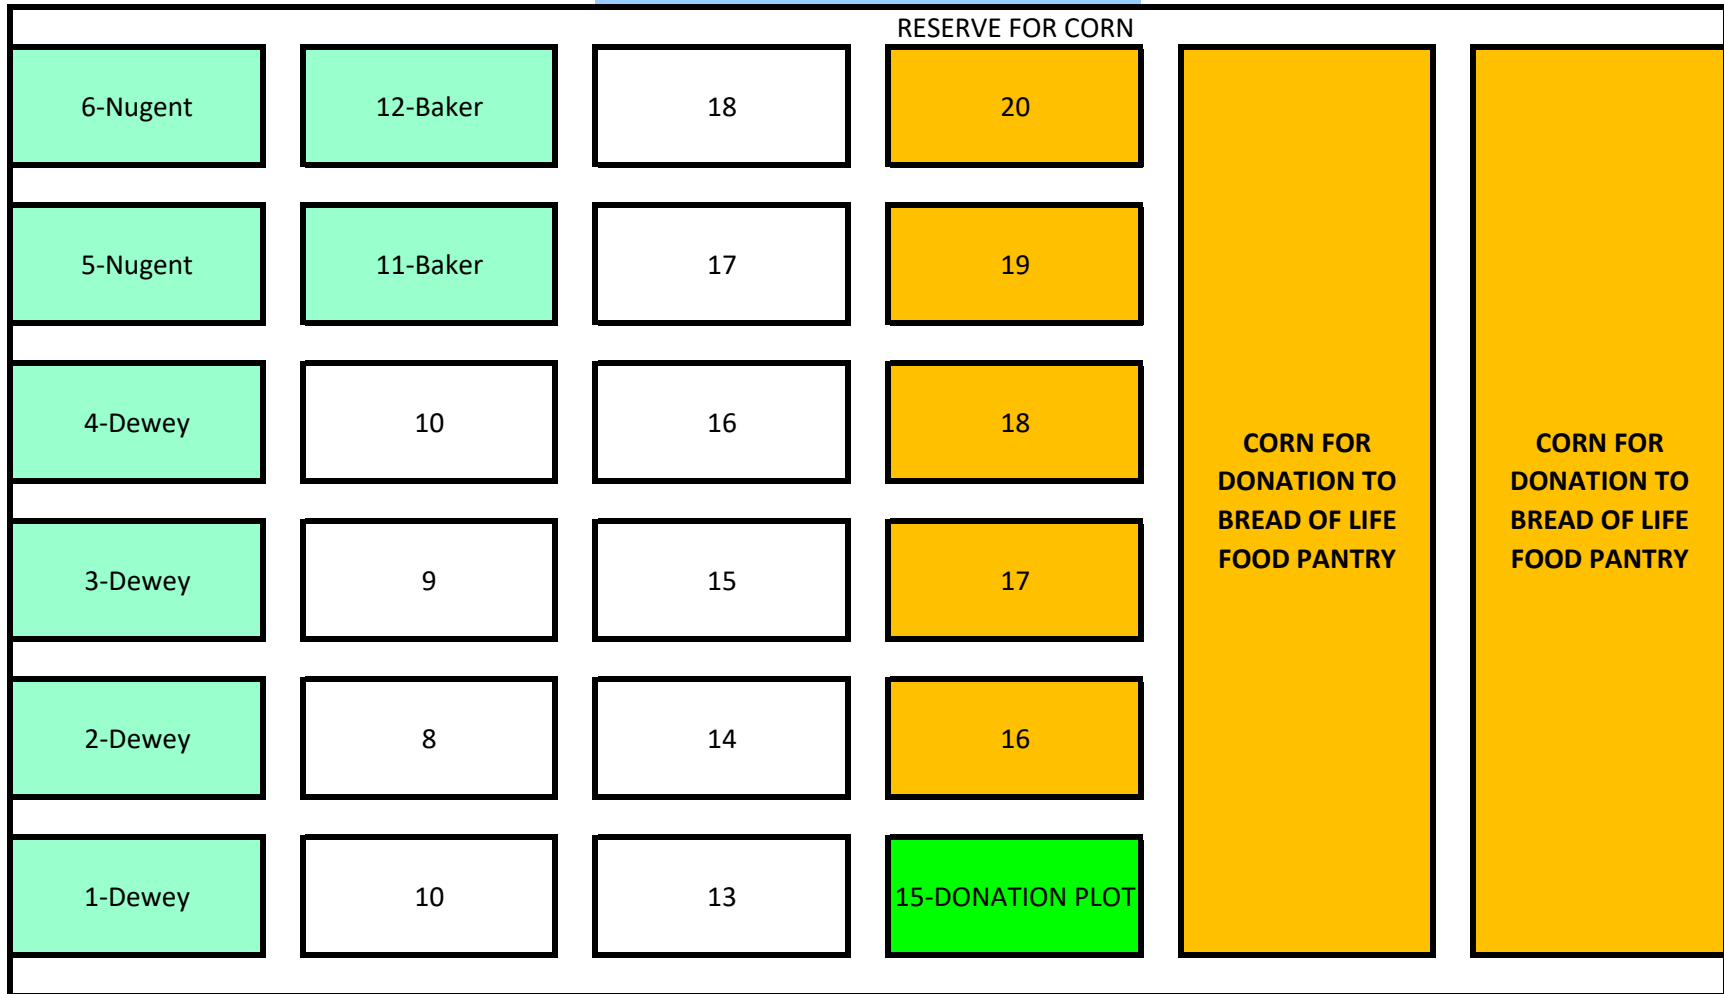 RESERVE FOR CORN
6-Nugent
12-Baker
18
20
5-Nugent
11-Baker
17
19
4-Dewey
10
16
18
3-Dewey
9
15
17
2-Dewey
8
14
16
1-Dewey
10
13
15-DONATION PLOT
CORN FOR
DONATION TO
BREAD OF LIFE
FOOD PANTRY
CORN FOR
DONATION TO
BREAD OF LIFE
FOOD PANTRY